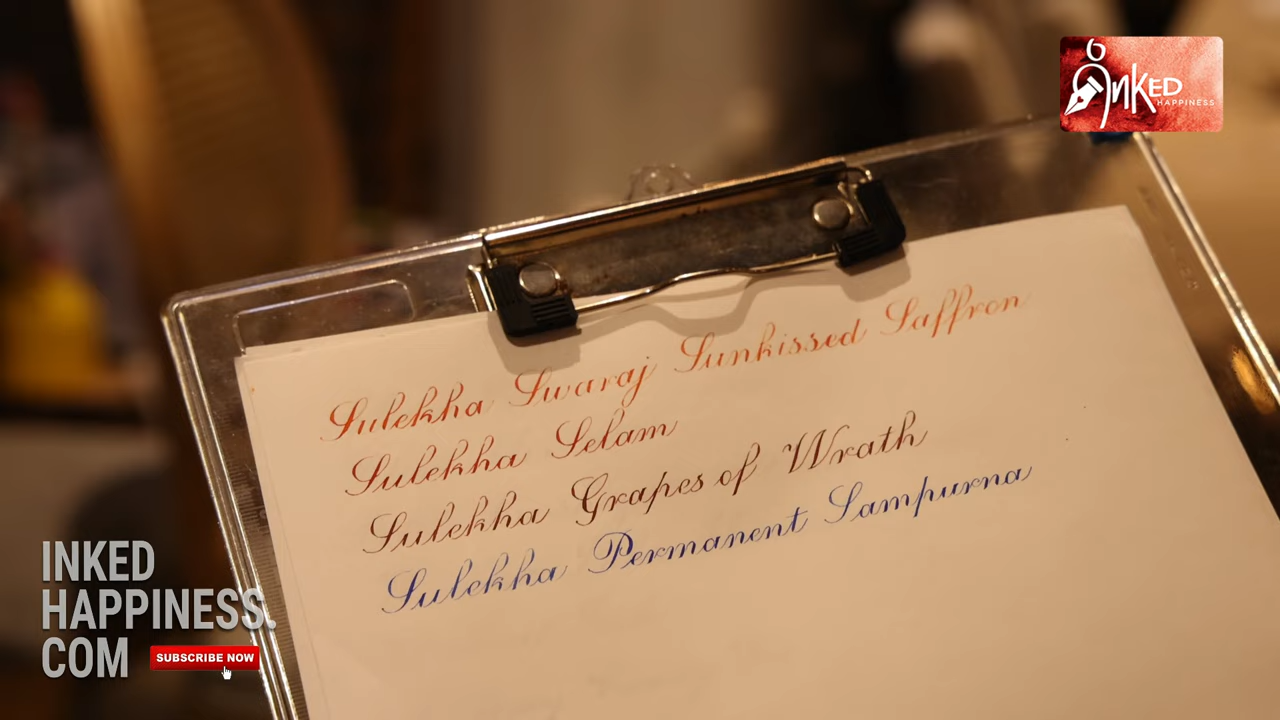 INKED
HAPPINESS
Sulekha Swaraj Sunkissed Saffron
Sulekha Selam
Sulekha Grapes of Wrath
Sulekha Permanent Sampurna
INKED
HAPPINESS.
COM
SUBSCRIBE NOW